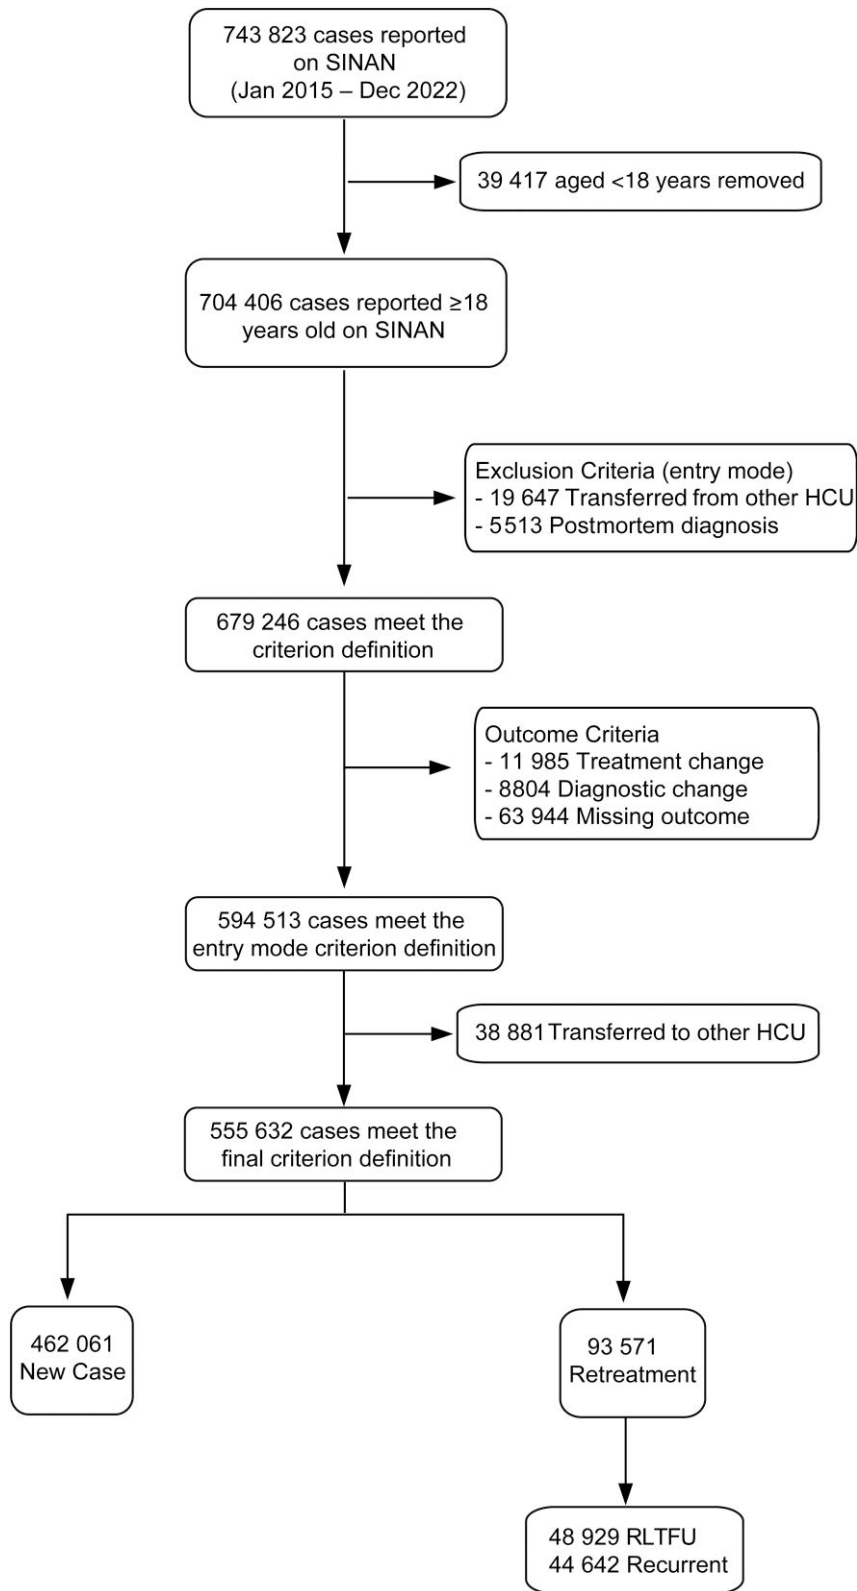 743 823 cases reported
on SINAN
(Jan 2015 – Dec 2022)
39 417 aged <18 years removed
704 406 cases reported ≥18
years old on SINAN
Exclusion Criteria (entry mode)
- 19 647 Transferred from other HCU
- 5513 Postmortem diagnosis
679 246 cases meet the
criterion definition
Outcome Criteria
- 11 985 Treatment change
- 8804 Diagnostic change
- 63 944 Missing outcome
594 513 cases meet the
entry mode criterion definition
38 881 Transferred to other HCU
555 632 cases meet the
final criterion definition
462 061
New Case
93 571
Retreatment
48 929 RLTFU
44 642 Recurrent